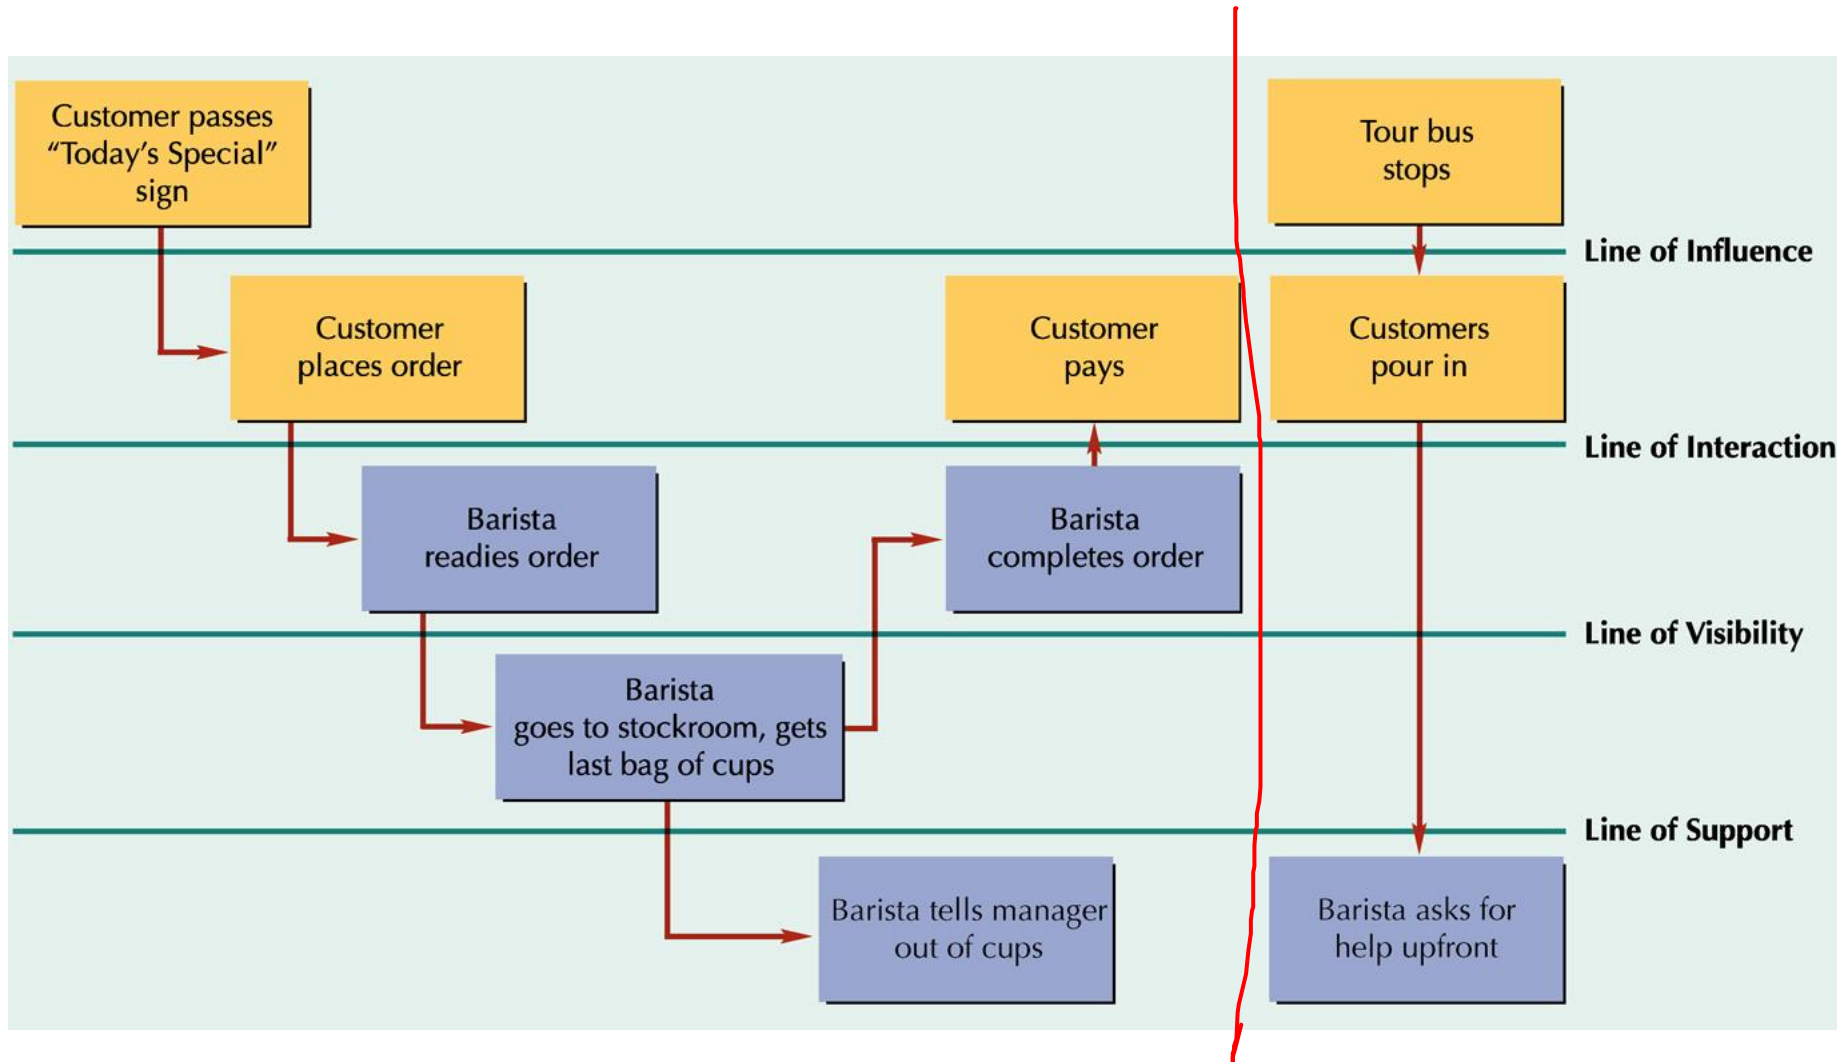 Customer passes
“Today’s Special”
sign
Tour bus
stops
Line of Influence
Customer
places order
Customer
pays
Customers
pour in
Line of Interaction
Barista
readies order
Barista
completes order
Line of Visibility
Barista
goes to stockroom, gets
last bag of cups
Line of Support
Barista tells manager
out of cups
Barista asks for
help upfront